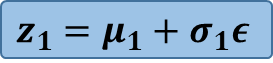 z₁ = μ₁ + σ₁ϵ